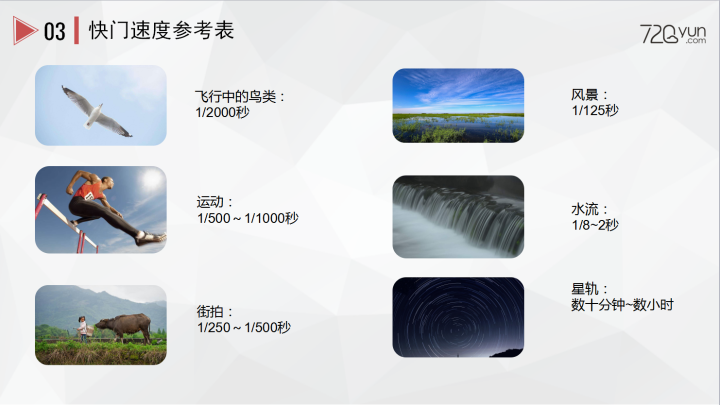 03 快门速度参考表
720yun
.com
飞行中的鸟类：
1/2000秒
运动：
1/500～1/1000秒
街拍：
1/250～1/500秒
风景：
1/125秒
水流：
1/8~2秒
星轨：
数十分钟~数小时